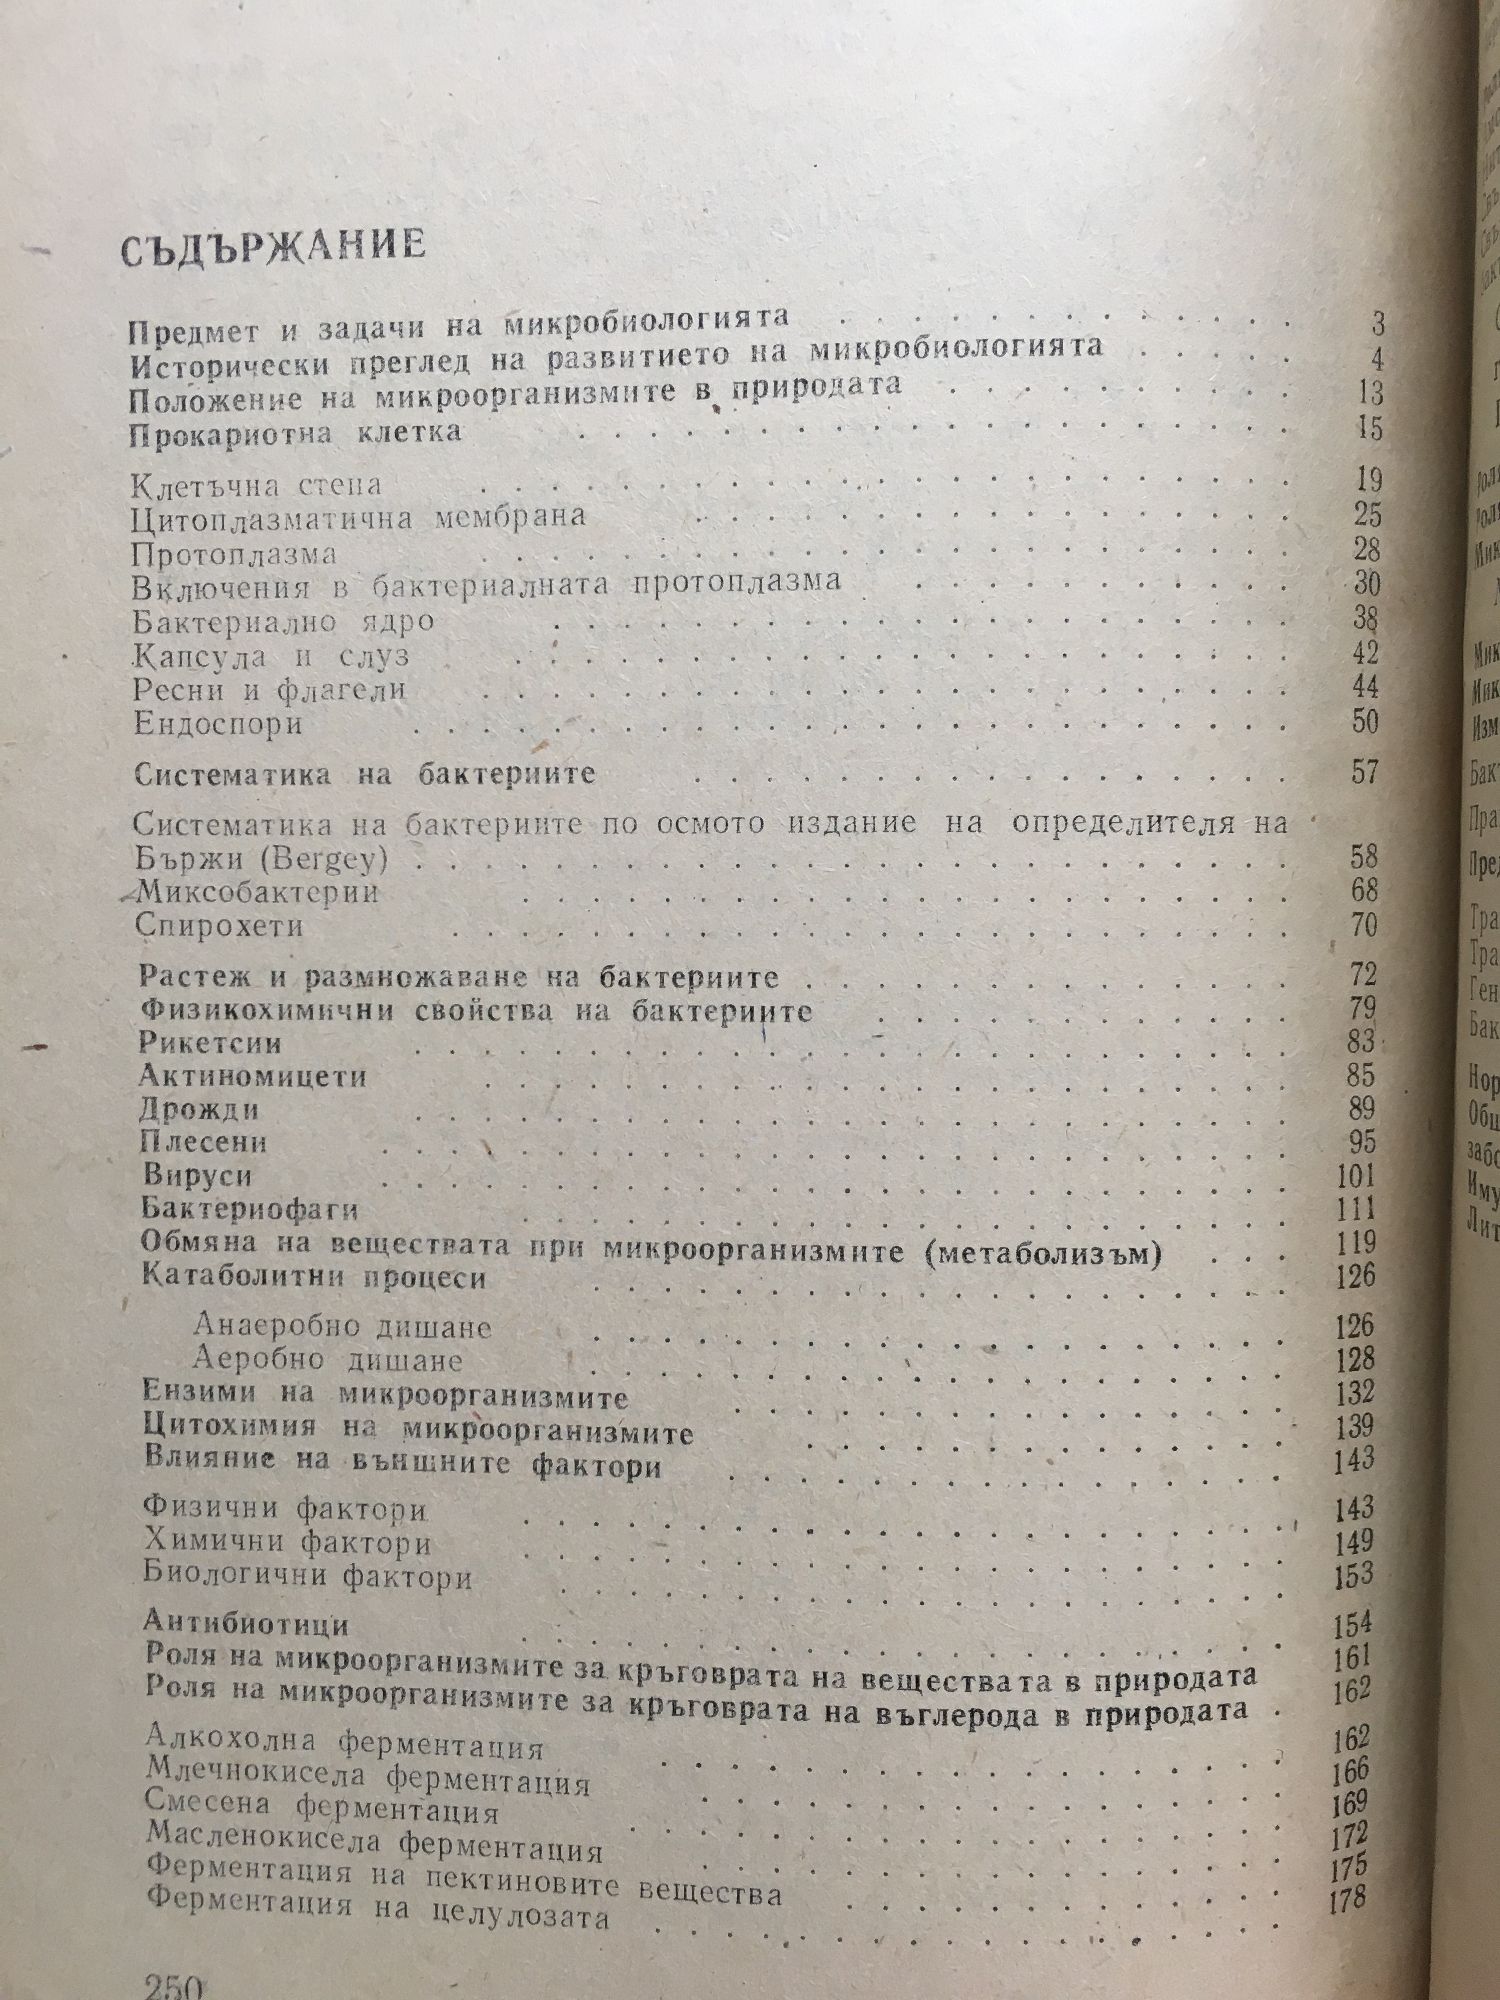 СЪДЪРЖАНИЕ
Предмет и задачи на микробиологията . . . . . . . . . . . . . 3
Исторически преглед на развитието на микробиологията . . . . . 4
Положение на микроорганизмите в природата . . . . . . . . . . 13
Прокариотна клетка . . . . . . . . . . . . . . . . . . . . 15
Клетъчна стена . . . . . . . . . . . . . . . . . . . . . . 19
Цитоплазматична мембрана . . . . . . . . . . . . . . . . . 25
Протоплазма . . . . . . . . . . . . . . . . . . . . . . . 28
Включения в бактериалната протоплазма . . . . . . . . . . . 30
Бактериално ядро . . . . . . . . . . . . . . . . . . . . . 38
Капсула и слуз . . . . . . . . . . . . . . . . . . . . . . 42
Ресни и флагели . . . . . . . . . . . . . . . . . . . . . . 44
Ендоспори . . . . . . . . . . . . . . . . . . . . . . . . 50
Систематика на бактериите . . . . . . . . . . . . . . . . . 57
Систематика на бактериите по осмото издание на определителя на
Бържи (Bergey) . . . . . . . . . . . . . . . . . . . . . . 58
Миксобактерии . . . . . . . . . . . . . . . . . . . . . . 68
Спирохети . . . . . . . . . . . . . . . . . . . . . . . . 70
Растеж и размножаване на бактериите . . . . . . . . . . . . . 72
Физикохимични свойства на бактериите . . . . . . . . . . . . 79
Рикетсии . . . . . . . . . . . . . . . . . . . . . . . . . 83
Актиномицети . . . . . . . . . . . . . . . . . . . . . . . 85
Дрожди . . . . . . . . . . . . . . . . . . . . . . . . . 89
Плесени . . . . . . . . . . . . . . . . . . . . . . . . . 95
Вируси . . . . . . . . . . . . . . . . . . . . . . . . . 101
Бактериофаги . . . . . . . . . . . . . . . . . . . . . . 111
Обмяна на веществата при микроорганизмите (метаболизъм) . . . 119
Катаболитни процеси . . . . . . . . . . . . . . . . . . . . 126
Анаеробно дишане . . . . . . . . . . . . . . . . . . . . 126
Аеробно дишане . . . . . . . . . . . . . . . . . . . . . 128
Ензими на микроорганизмите . . . . . . . . . . . . . . . . 132
Цитохимия на микроорганизмите . . . . . . . . . . . . . . 139
Влияние на външните фактори . . . . . . . . . . . . . . . . 143
Физични фактори . . . . . . . . . . . . . . . . . . . . . 143
Химични фактори . . . . . . . . . . . . . . . . . . . . . 149
Биологични фактори . . . . . . . . . . . . . . . . . . . . 153
Антибиотици . . . . . . . . . . . . . . . . . . . . . . . 154
Роля на микроорганизмите за кръговрата на веществата в природата 161
Роля на микроорганизмите за кръговрата на въглерода в природата . 162
Алкохолна ферментация . . . . . . . . . . . . . . . . . . 162
Млечнокисела ферментация . . . . . . . . . . . . . . . . . 166
Смесена ферментация . . . . . . . . . . . . . . . . . . . 169
Масленокисела ферментация . . . . . . . . . . . . . . . . . 172
Ферментация на пектиновите вещества . . . . . . . . . . . . . 175
Ферментация на целулозата . . . . . . . . . . . . . . . . . 178
250